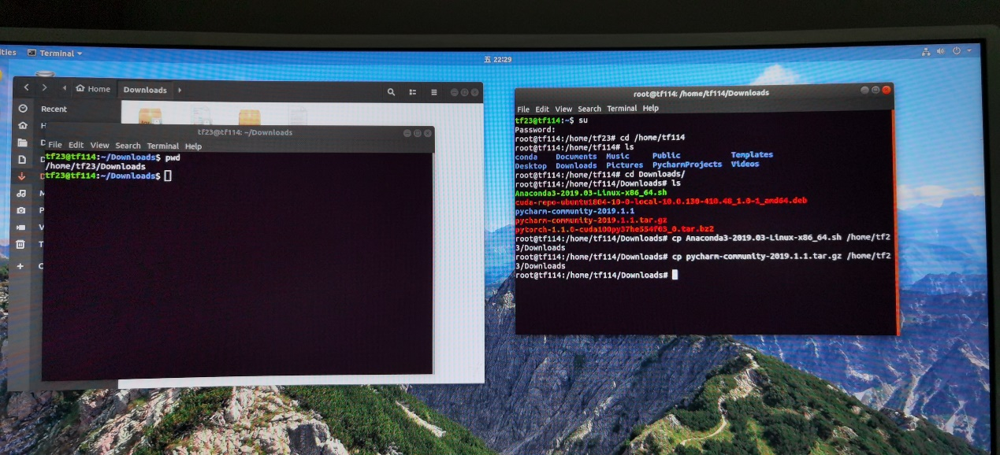 ities Terminal
五 22:29
Home Downloads
Recent
tf23@tf114: ~/Downloads
File Edit View Search Terminal Help
tf23@tf114:~/Downloads$ pwd
/home/tf23/Downloads
tf23@tf114:~/Downloads$
root@tf114: /home/tf114/Downloads
File Edit View Search Terminal Help
tf23@tf114:~$ su
Password:
root@tf114:/home/tf23# cd /home/tf114
root@tf114:/home/tf114# ls
conda Documents Music Public Templates
Desktop Downloads Pictures PycharmProjects Videos
root@tf114:/home/tf114# cd Downloads/
root@tf114:/home/tf114/Downloads# ls
Anaconda3-2019.03-Linux-x86_64.sh
cuda-repo-ubuntu1804-10-0-local-10.0.130-410.48_1.0-1_amd64.deb
pycharm-community-2019.1.1
pycharm-community-2019.1.1.tar.gz
pytorch-1.1.0-cuda100py37he554f03_0.tar.bz2
root@tf114:/home/tf114/Downloads# cp Anaconda3-2019.03-Linux-x86_64.sh /home/tf2
3/Downloads
root@tf114:/home/tf114/Downloads# cp pycharm-community-2019.1.1.tar.gz /home/tf2
3/Downloads
root@tf114:/home/tf114/Downloads#